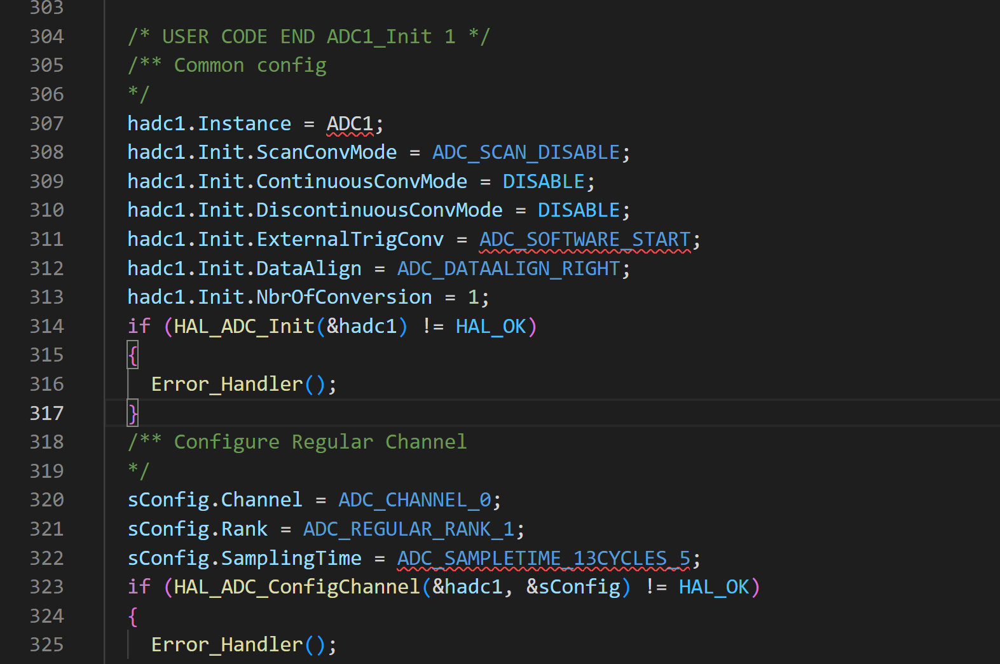 303
304 /* USER CODE END ADC1_Init 1 */
305 /** Common config
306 */
307 hadc1.Instance = ADC1;
308 hadc1.Init.ScanConvMode = ADC_SCAN_DISABLE;
309 hadc1.Init.ContinuousConvMode = DISABLE;
310 hadc1.Init.DiscontinuousConvMode = DISABLE;
311 hadc1.Init.ExternalTrigConv = ADC_SOFTWARE_START;
312 hadc1.Init.DataAlign = ADC_DATAALIGN_RIGHT;
313 hadc1.Init.NbrOfConversion = 1;
314 if (HAL_ADC_Init(&hadc1) != HAL_OK)
315 {
316 Error_Handler();
317 }
318 /** Configure Regular Channel
319 */
320 sConfig.Channel = ADC_CHANNEL_0;
321 sConfig.Rank = ADC_REGULAR_RANK_1;
322 sConfig.SamplingTime = ADC_SAMPLETIME_13CYCLES_5;
323 if (HAL_ADC_ConfigChannel(&hadc1, &sConfig) != HAL_OK)
324 {
325 Error_Handler();